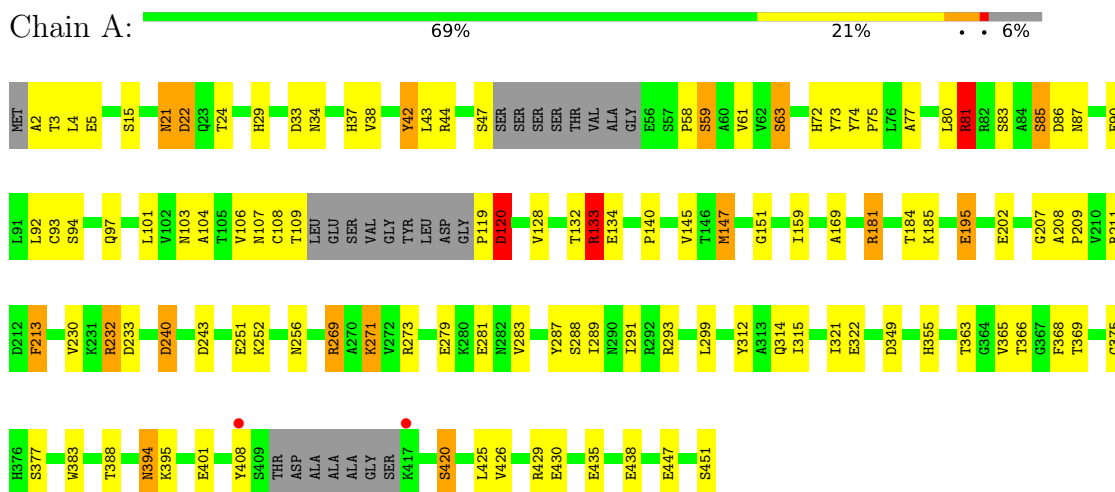 Chain A:
69% 21% • • 6%
MET A2 T3 L4 E5 S15 N21 D22 Q23 T24 H29 D33 N34 H37 V38 Y42 L43 R44 S47 SER SER SER SER THR VAL ALA GLY E56 S57 P58 S59 A60 V61 V62 S63 H72 Y73 Y74 P75 L76 A77 L80 R81 R82 S83 A84 S85 D86 N87
L91 L92 C93 S94 Q97 L101 V102 N103 A104 T105 V106 N107 C108 T109 LEU GLU SER VAL GLY TYR LEU ASP GLY P119 D120 V128 T132 R133 E134 P140 V145 T146 M147 G151 I159 A169 R181 T184 K185 E195 E202 G207 A208 P209 V210
D212 F213 V230 K231 R232 D233 D240 D243 E251 K252 N256 R269 A270 K271 V272 R273 E279 K280 E281 N282 V283 Y287 S288 I289 N290 I291 R292 R293 L299 Y312 A313 Q314 I315 I321 E322 D349 H355 T363 G364 V365 T366 G367 F368 T369
H376 S377 W383 T388 N394 K395 E401 Y408 S409 THR ASP ALA ALA ALA GLY SER K417 S420 L425 V426 R429 E430 E435 E438 E447 S451